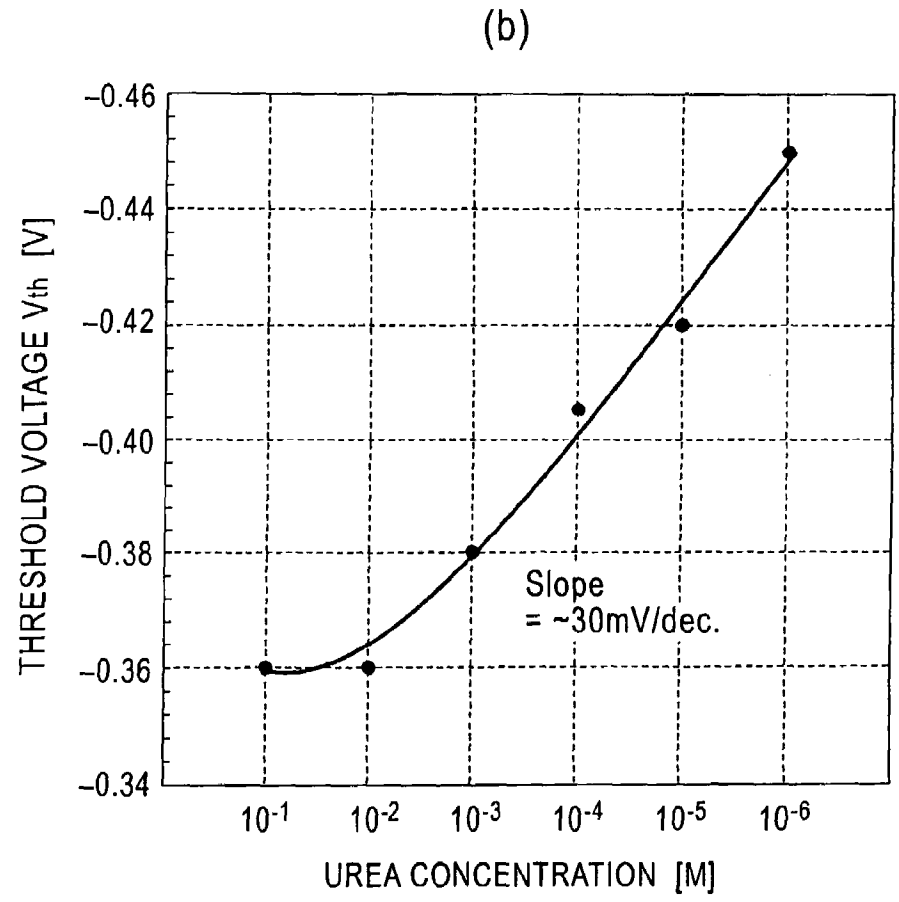 (b)
THRESHOLD VOLTAGE Vth [V]
–0.46
–0.44
–0.42
–0.40
–0.38
–0.36
–0.34
Slope
= ~30mV/dec.
10-1 10-2 10-3 10-4 10-5 10-6
UREA CONCENTRATION [M]